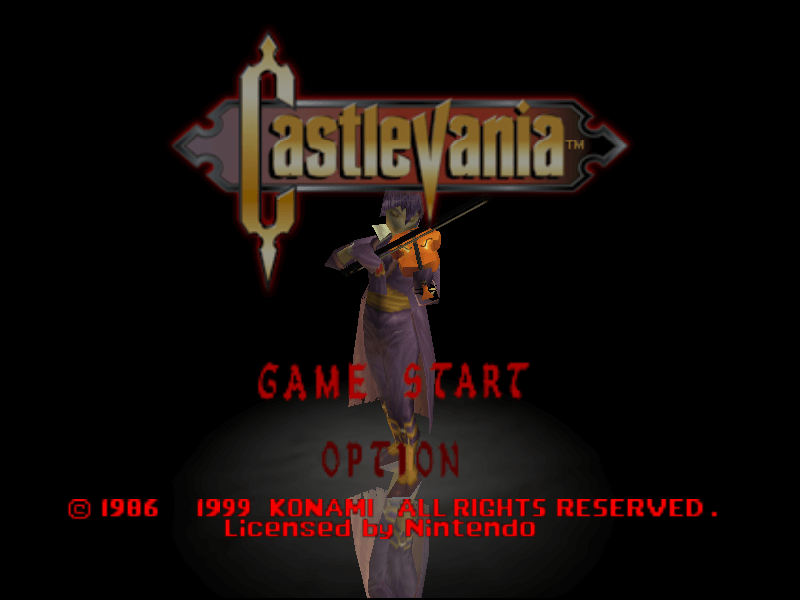 Castlevania™
GAME START
OPTION
© 1986 1999 KONAMI ALL RIGHTS RESERVED.
Licensed by Nintendo